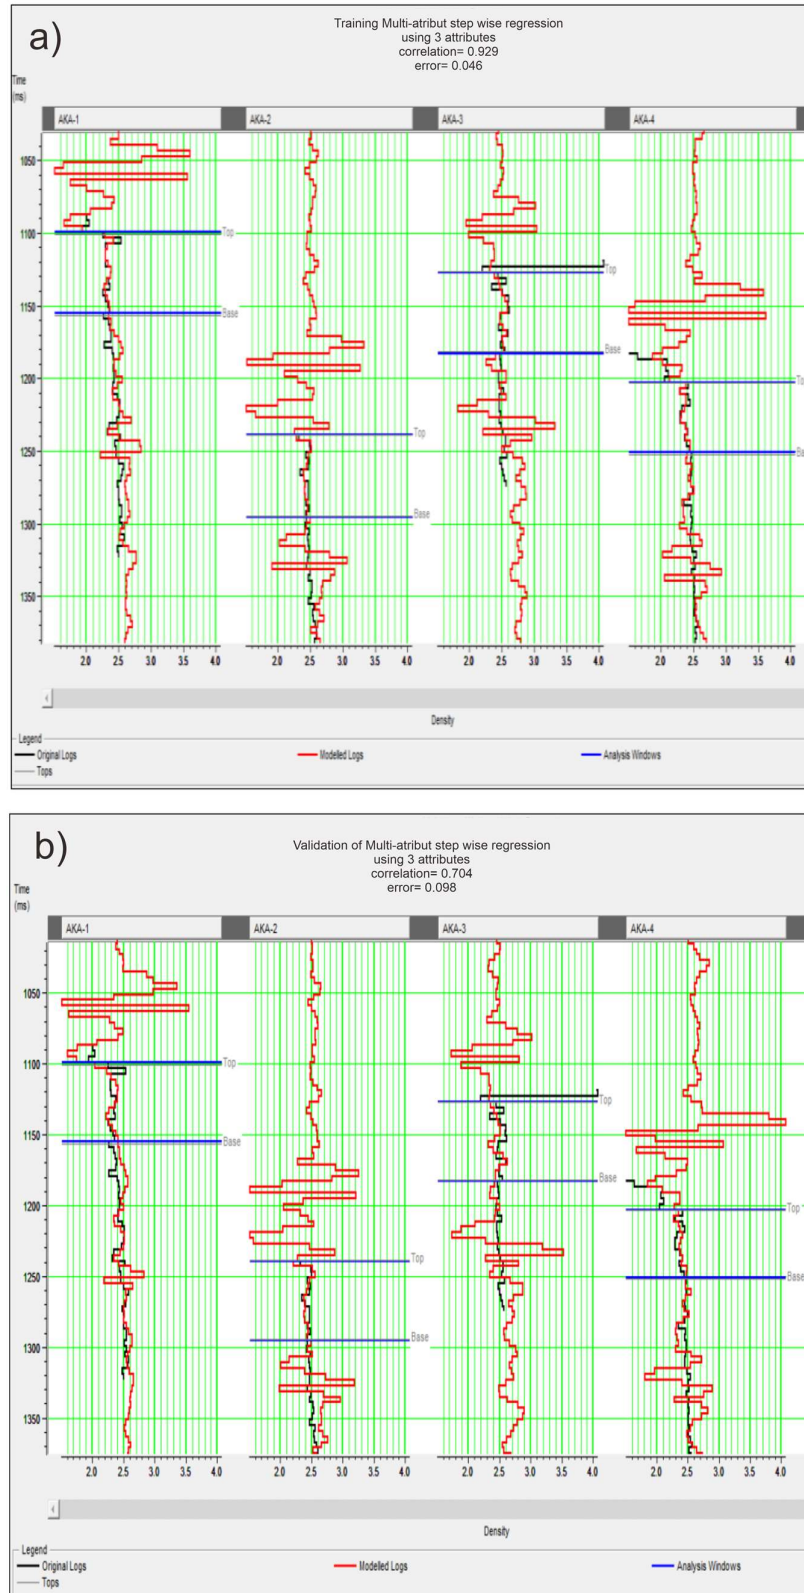 a)
Training Multi-atribut step wise regression
using 3 attributes
correlation= 0.929
error= 0.046
Time
(ms)
AKA-1 AKA-2 AKA-3 AKA-4
1050
1100
1150
1200
1250
1300
1350
Top
Base
Top
Base
Top
Base
To
Ba
2.0 2.5 3.0 3.5 4.0 2.0 2.5 3.0 3.5 4.0 2.0 2.5 3.0 3.5 4.0 2.0 2.5 3.0 3.5 4.0
Density
Legend
Original Logs Modelled Logs Analysis Windows
Tops
b)
Validation of Multi-atribut step wise regression
using 3 attributes
correlation= 0.704
error= 0.098
Time
(ms)
AKA-1 AKA-2 AKA-3 AKA-4
1050
1100
1150
1200
1250
1300
1350
Top
Base
Top
Base
Top
Base
Top
Base
2.0 2.5 3.0 3.5 4.0 2.0 2.5 3.0 3.5 4.0 2.0 2.5 3.0 3.5 4.0 2.0 2.5 3.0 3.5 4.0
Density
Legend
Original Logs Modelled Logs Analysis Windows
Tops